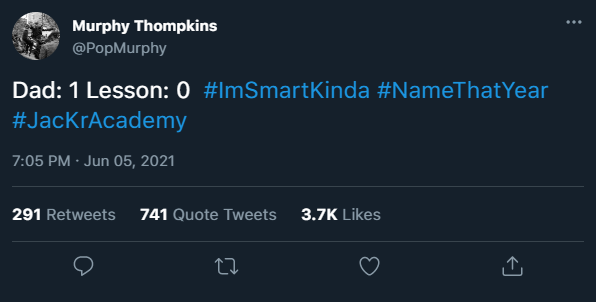 Murphy Thompkins
@PopMurphy
Dad: 1 Lesson: 0 #ImSmartKinda #NameThatYear
#JacKrAcademy
7:05 PM · Jun 05, 2021
291 Retweets 741 Quote Tweets 3.7K Likes